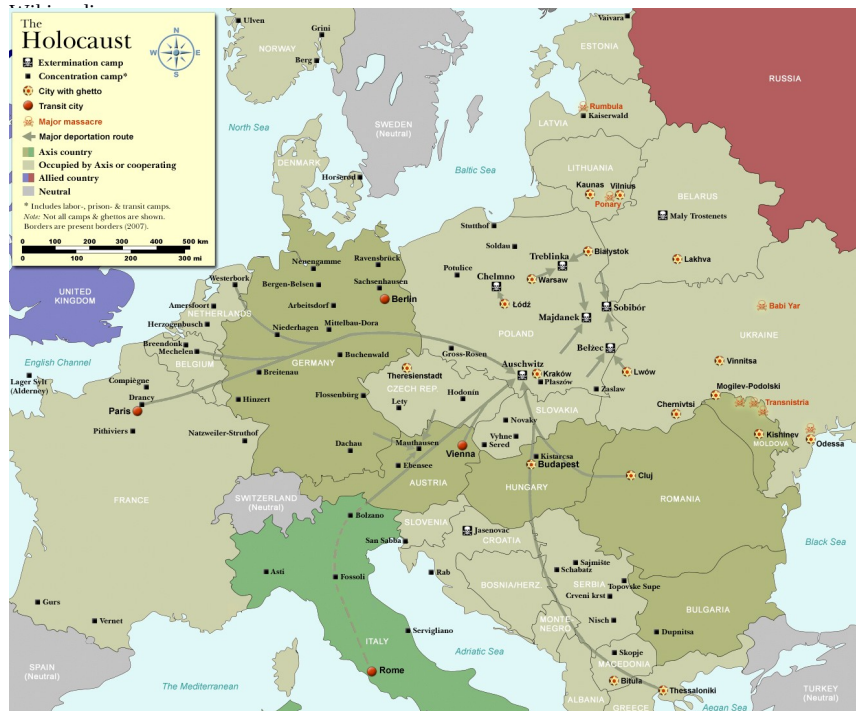 The
Holocaust
N
W E
S
Extermination camp
Concentration camp*
City with ghetto
Transit city
Major massacre
Major deportation route
Axis country
Occupied by Axis or cooperating
Allied country
Neutral
* Includes labor-, prison- & transit camps.
Note: Not all camps & ghettos are shown.
Borders are present borders (2007).
0 100 200 300 400 500 km
0 100 200 300 mi
Ulven
Grini
NORWAY
Berg
Vaivara
ESTONIA
RUSSIA
SWEDEN
(Neutral)
North Sea
Rumbula
Kaiserwald
LATVIA
DENMARK
Horserød
Baltic Sea
LITHUANIA
Kaunas
Vilnius
Ponary
BELARUS
Maly Trostenets
Stutthof
Soldau
Treblinka
Bialystok
Lakhva
Neuengamme
Ravensbrück
Potulice
Chelmno
Warsaw
Westerbork
Bergen-Belsen
Sachsenhausen
Berlin
UNITED
KINGDOM
Amersfoort
NETHERLANDS
Arbeitsdorf
Łódź
Sobibór
Babi Yar
Herzogenbusch
Niederhagen
Mittelbau-Dora
Majdanek
POLAND
UKRAINE
Breendonk
Mechelen
English Channel
BELGIUM
GERMANY
Buchenwald
Gross-Rosen
Bełżec
Auschwitz
Kraków
Płaszów
Lwów
Vinnitsa
Lager Sylt
(Alderney)
Compiègne
Drancy
Breitenau
Theresienstadt
CZECH REP.
Zaslaw
Mogilev-Podolski
Paris
Hinzert
Flossenbürg
Lety
Hodonín
SLOVAKIA
Chernivtsi
Transnistria
Pithiviers
Natzweiler-Struthof
Novaky
Vyhne
Sered
Kishinev
MOLDOVA
Odessa
Dachau
Mauthausen
Vienna
Ebensee
Kistarcsa
Budapest
Cluj
AUSTRIA
HUNGARY
FRANCE
SWITZERLAND
(Neutral)
ROMANIA
Bolzano
SLOVENIA
Jasenovac
CROATIA
San Sabba
Black Sea
Asti
Fossoli
Rab
Sajmište
Schabatz
BOSNIA/HERZ.
SERBIA
Topovske Supe
Crveni krst
Gurs
Vernet
MONTE-
NEGRO
Nisch
BULGARIA
Servigliano
ITALY
Dupnitsa
Adriatic Sea
Skopje
MACEDONIA
SPAIN
(Neutral)
Rome
The Mediterranean
Bitula
Thessaloniki
TURKEY
(Neutral)
ALBANIA
GREECE
Aegan Sea